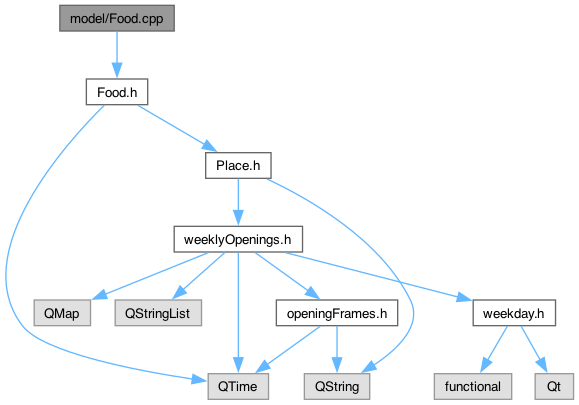 model/Food.cpp
Food.h
Place.h
weeklyOpenings.h
QMap
QStringList
openingFrames.h
weekday.h
QTime
QString
functional
Qt